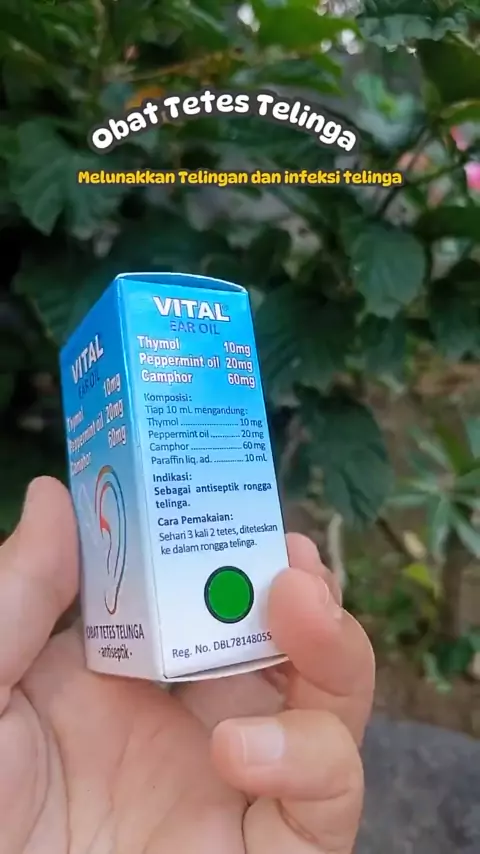 Obat Tetes Telinga
Melunakkan Telingan dan infeksi telinga
VITAL
EAR OIL
Thymol 10mg
Peppermint oil 20mg
Camphor 60mg
Komposisi:
Tiap 10 mL mengandung:
Thymol ..................... 10 mg
Peppermint oil ............ 20 mg
Camphor ..................... 60 mg
Paraffin liq. ad. ............ 10 mL
Indikasi:
Sebagai antiseptik rongga
telinga.
Cara Pemakaian:
Sehari 3 kali 2 tetes, diteteskan
ke dalam rongga telinga.
Reg. No. DBL7814805
VITAL
EAR OIL
Thymol 10mg
Peppermint oil 20mg
Camphor 60mg
OBAT TETES TELINGA
- antiseptik -